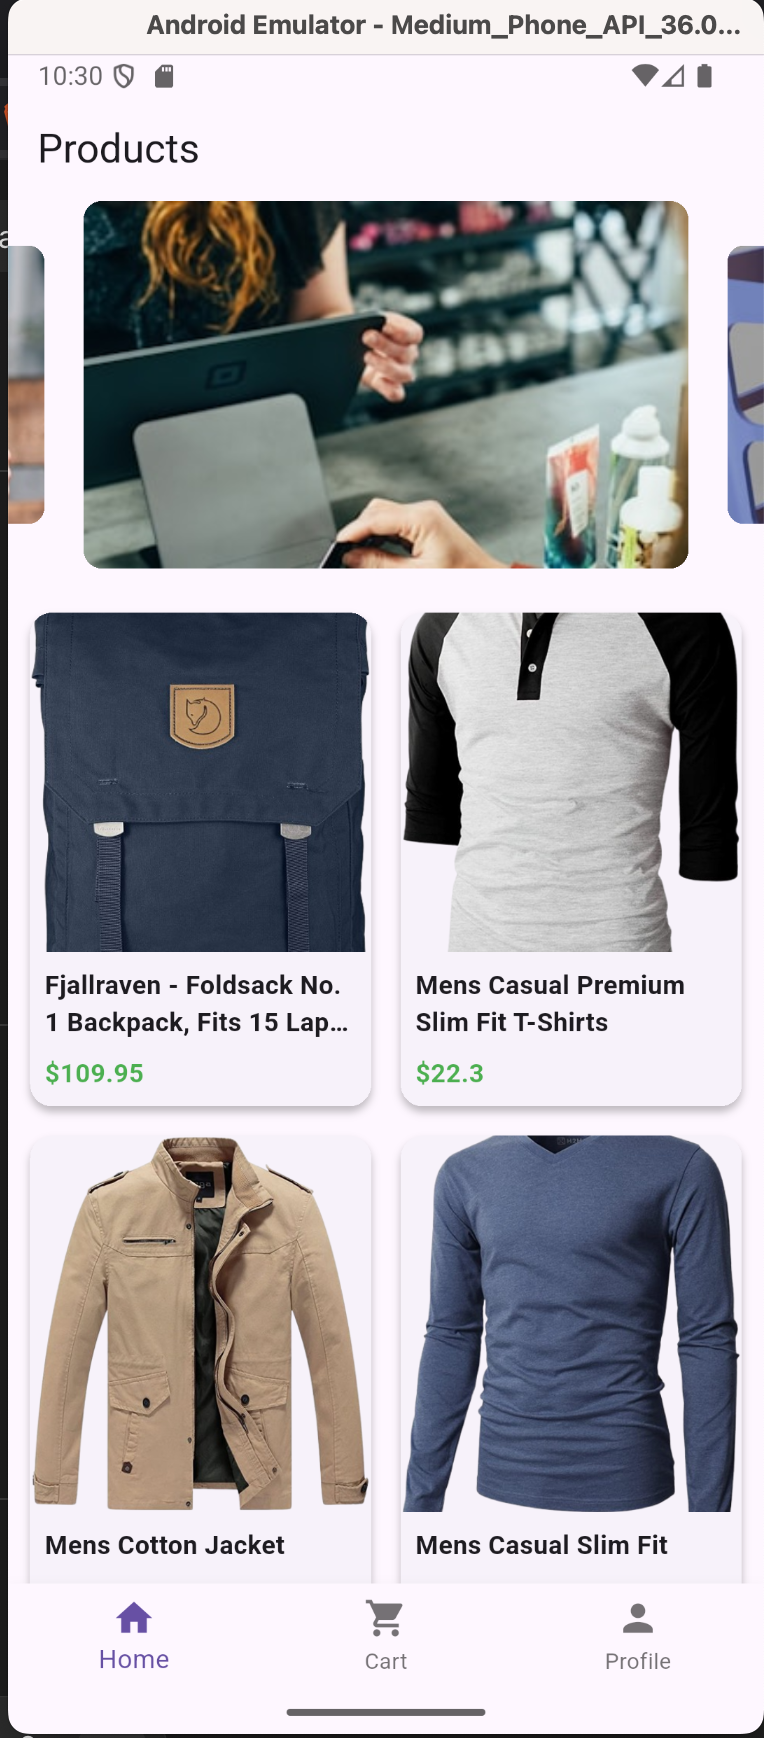 Android Emulator - Medium_Phone_API_36.0...
10:30
Products
Fjallraven - Foldsack No.
1 Backpack, Fits 15 Lap...
$109.95
Mens Casual Premium
Slim Fit T-Shirts
$22.3
Mens Cotton Jacket
Mens Casual Slim Fit
Home
Cart
Profile